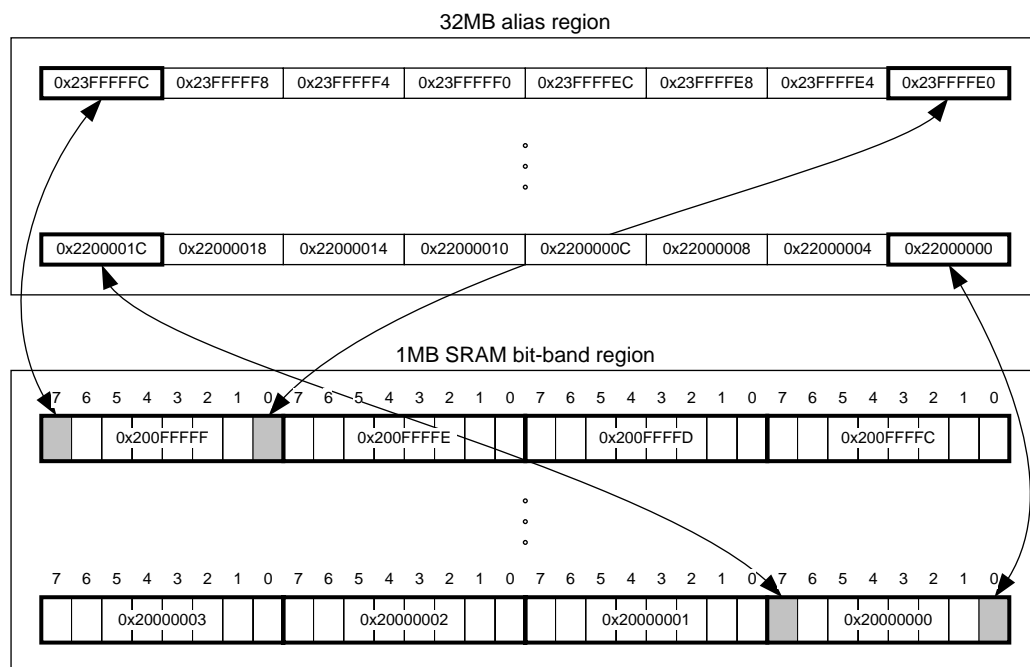 32MB alias region
0x23FFFFFC 0x23FFFFF8 0x23FFFFF4 0x23FFFFF0 0x23FFFFEC 0x23FFFFE8 0x23FFFFE4 0x23FFFFE0
0x2200001C 0x22000018 0x22000014 0x22000010 0x2200000C 0x22000008 0x22000004 0x22000000
1MB SRAM bit-band region
7 6 5 4 3 2 1 0 7 6 5 4 3 2 1 0 7 6 5 4 3 2 1 0 7 6 5 4 3 2 1 0
0x200FFFFF 0x200FFFFE 0x200FFFFD 0x200FFFFC
7 6 5 4 3 2 1 0 7 6 5 4 3 2 1 0 7 6 5 4 3 2 1 0 7 6 5 4 3 2 1 0
0x20000003 0x20000002 0x20000001 0x20000000